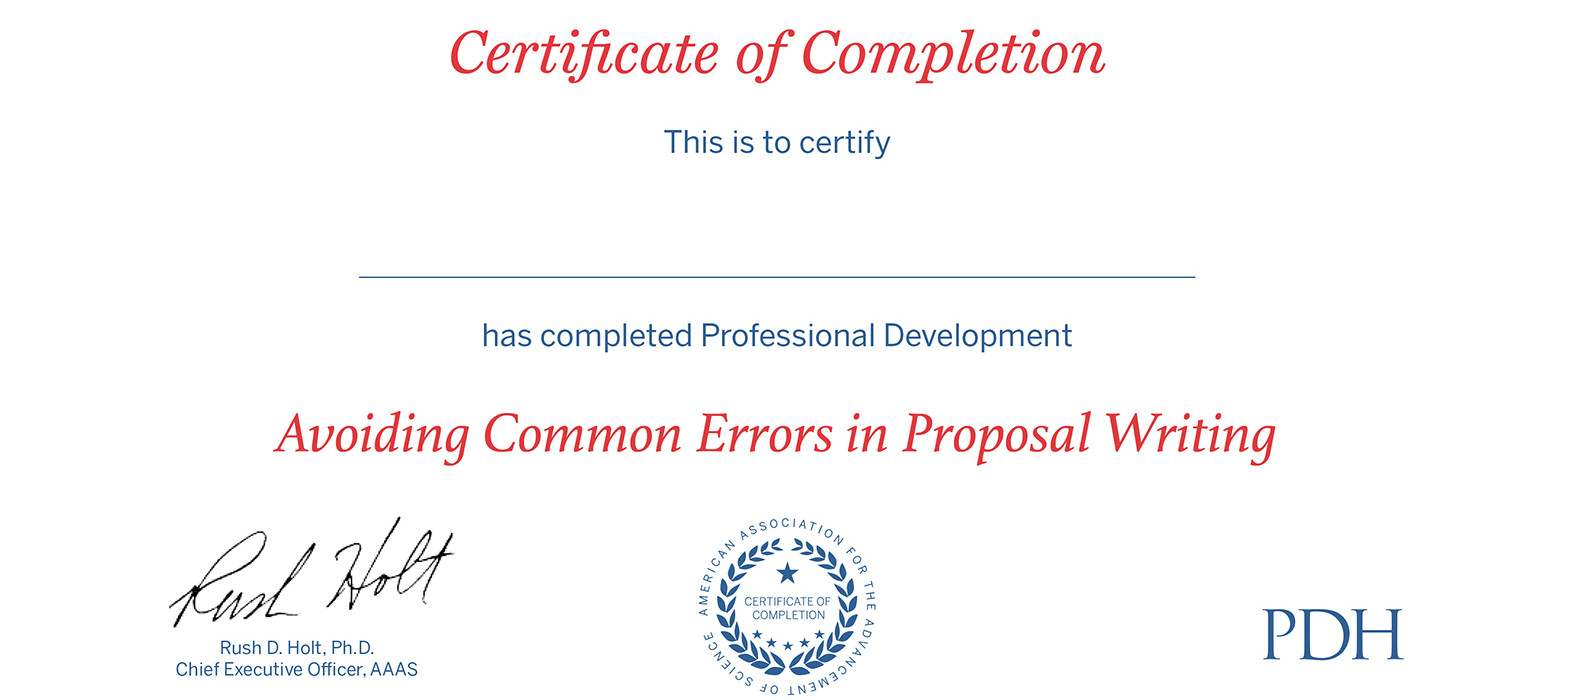 Certificate of Completion
This is to certify
has completed Professional Development
Avoiding Common Errors in Proposal Writing
Rush Holt
Rush D. Holt, Ph.D.
Chief Executive Officer, AAAS
AMERICAN ASSOCIATION FOR THE ADVANCEMENT OF SCIENCE
CERTIFICATE OF
COMPLETION
PDH